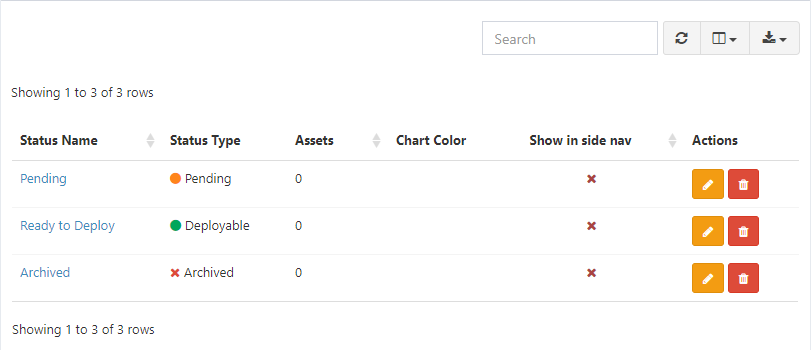 Search
Showing 1 to 3 of 3 rows
Status Name Status Type Assets Chart Color Show in side nav Actions
Pending Pending 0
Ready to Deploy Deployable 0
Archived Archived 0
Showing 1 to 3 of 3 rows